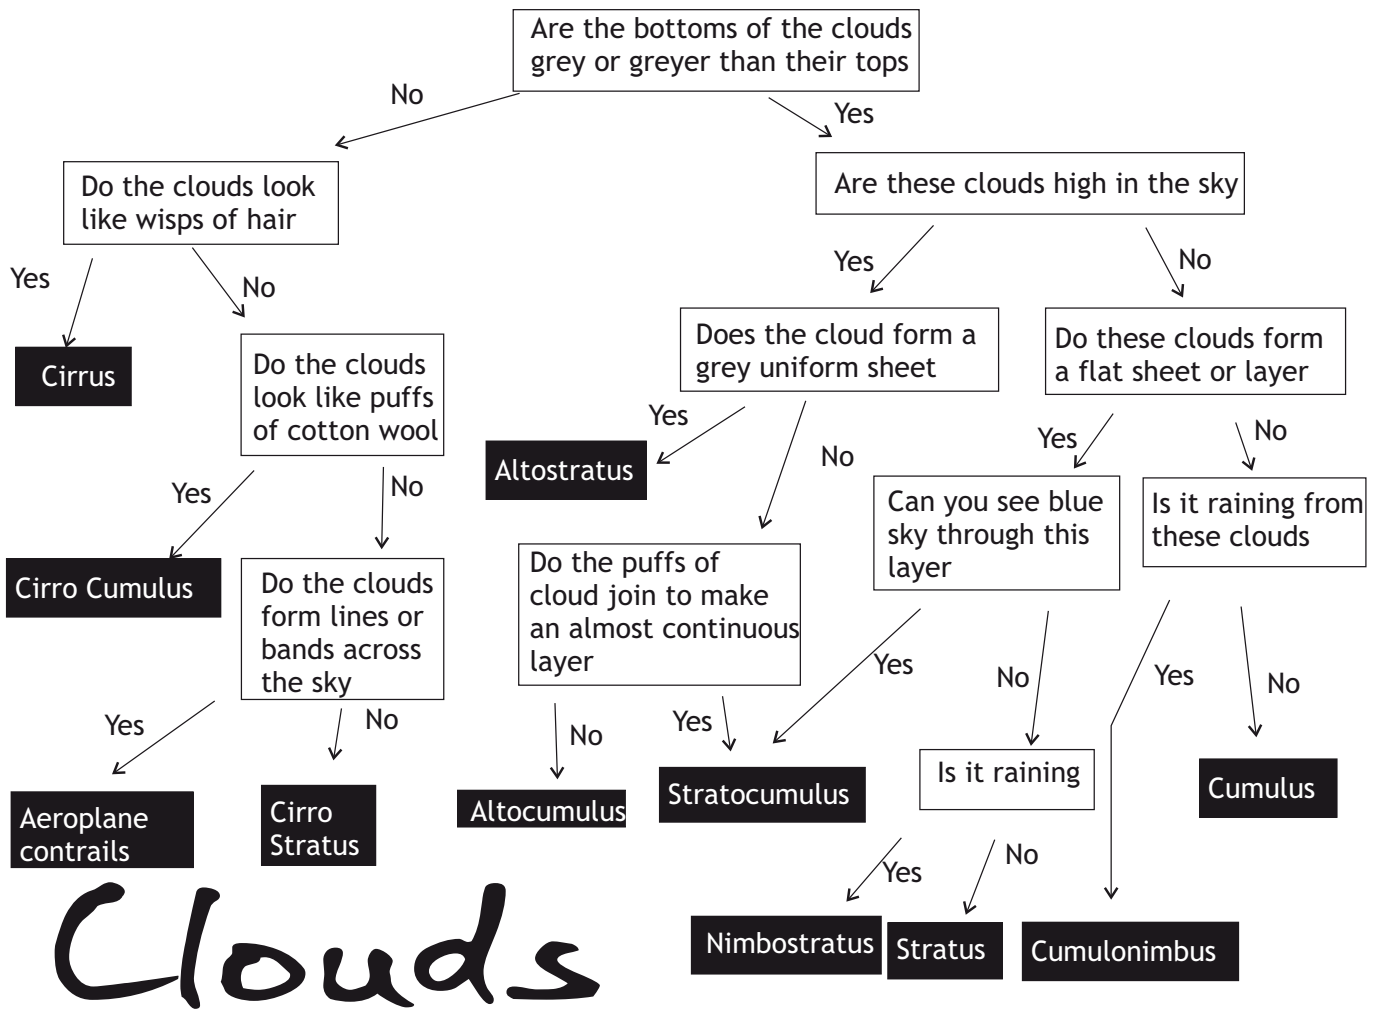 Are the bottoms of the clouds
grey or greyer than their tops
No
Yes
Do the clouds look
like wisps of hair
Are these clouds high in the sky
Yes
No
Yes
No
Cirrus
Do the clouds
look like puffs
of cotton wool
Does the cloud form a
grey uniform sheet
Do these clouds form
a flat sheet or layer
Yes
No
Yes
No
Yes
No
Altostratus
Can you see blue
sky through this
layer
Is it raining from
these clouds
Cirro Cumulus
Do the clouds
form lines or
bands across
the sky
Do the puffs of
cloud join to make
an almost continuous
layer
Yes
No
Yes
No
Yes
No
No
Yes
Aeroplane
contrails
Cirro
Stratus
Altocumulus
Stratocumulus
Is it raining
Cumulus
Yes
No
Nimbostratus
Stratus
Cumulonimbus
Clouds